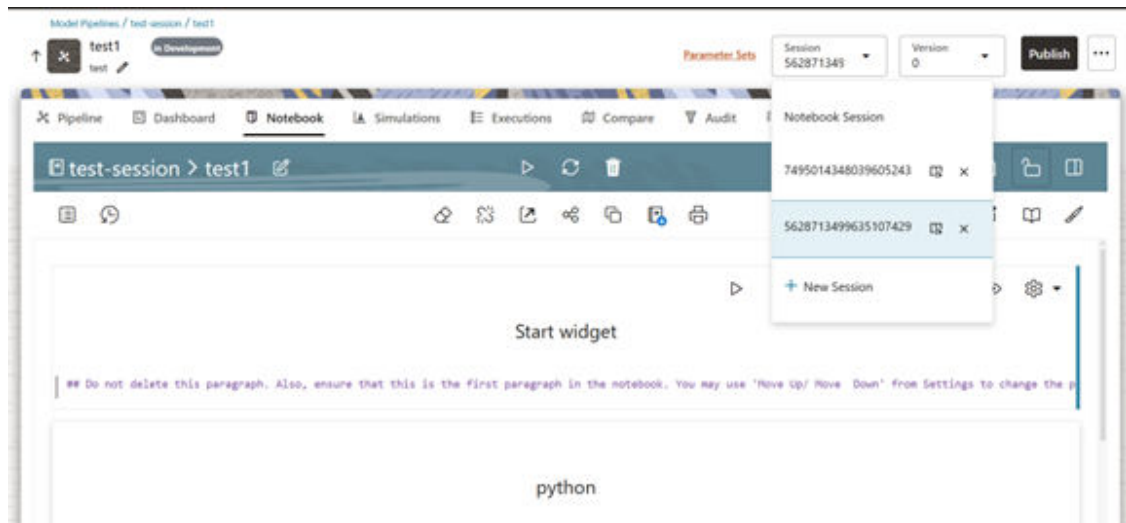 Model Pipelines / test-session / test1
test1 In Development
test
Parameter Sets
Session
562871349
Version
0
Publish
Pipeline Dashboard Notebook Simulations Executions Compare Audit
Notebook Session
test-session > test1
7495014348039605243
5628713499635107429
+ New Session
Start widget
## Do not delete this paragraph. Also, ensure that this is the first paragraph in the notebook. You may use 'Move Up/ Move Down' from Settings to change the p
python